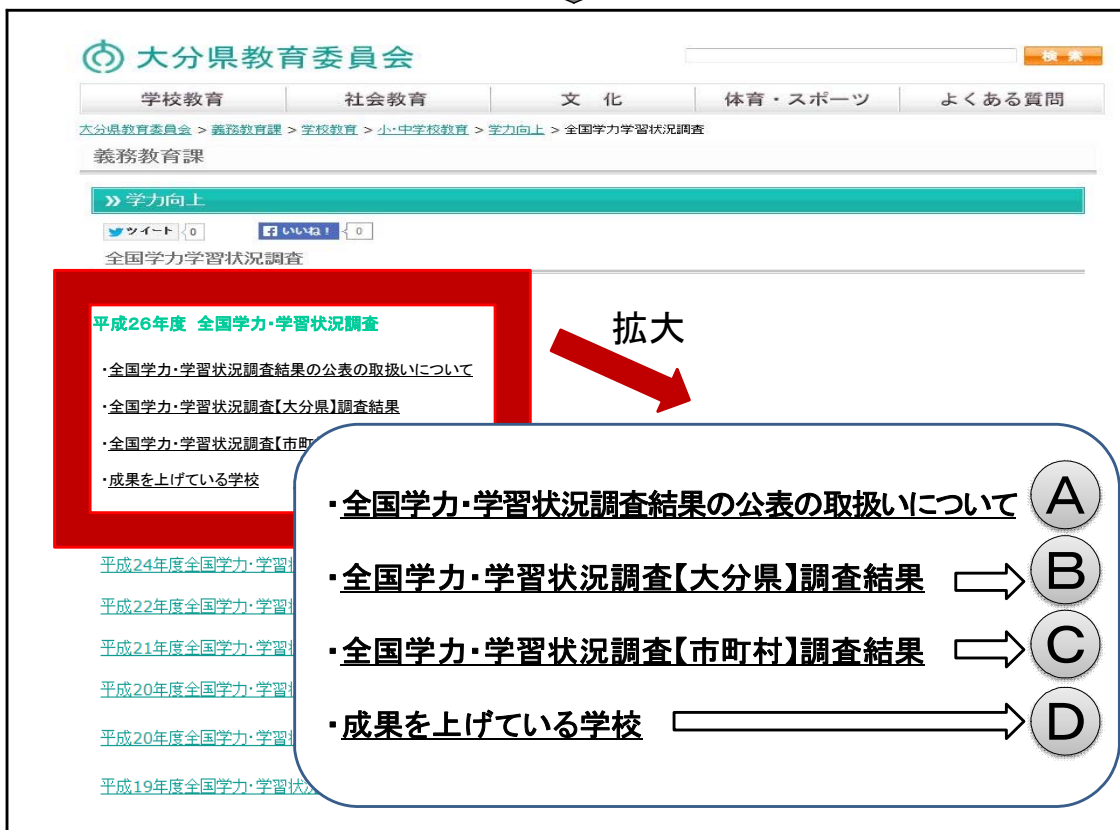 大分県教育委員会
検 索
学校教育 社会教育 文 化 体育・スポーツ よくある質問
大分県教育委員会 > 義務教育課 > 学校教育 > 小・中学校教育 > 学力向上 > 全国学力学習状況調査
義務教育課
» 学力向上
ツイート 0 いいね! 0
全国学力学習状況調査
平成26年度 全国学力・学習状況調査
・全国学力・学習状況調査結果の公表の取扱いについて
・全国学力・学習状況調査【大分県】調査結果
・全国学力・学習状況調査【市町
・成果を上げている学校
拡大
・全国学力・学習状況調査結果の公表の取扱いについて A
・全国学力・学習状況調査【大分県】調査結果 B
・全国学力・学習状況調査【市町村】調査結果 C
・成果を上げている学校 D
平成24年度全国学力・学習
平成22年度全国学力・学習
平成21年度全国学力・学習
平成20年度全国学力・学習
平成20年度全国学力・学習
平成19年度全国学力・学習状